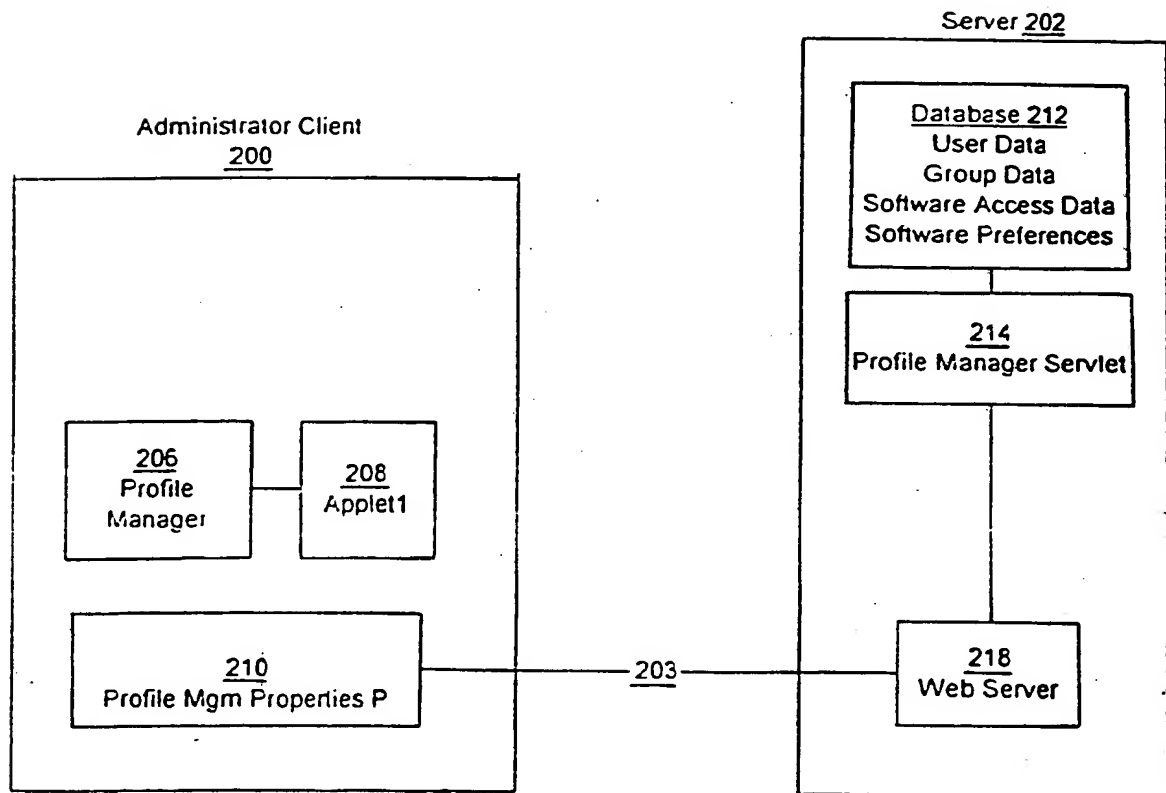 Server 202
Database 212
User Data
Group Data
Software Access Data
Software Preferences
214
Profile Manager Servlet
218
Web Server
Administrator Client
200
206
Profile
Manager
208
Applet1
210
Profile Mgm Properties P
203